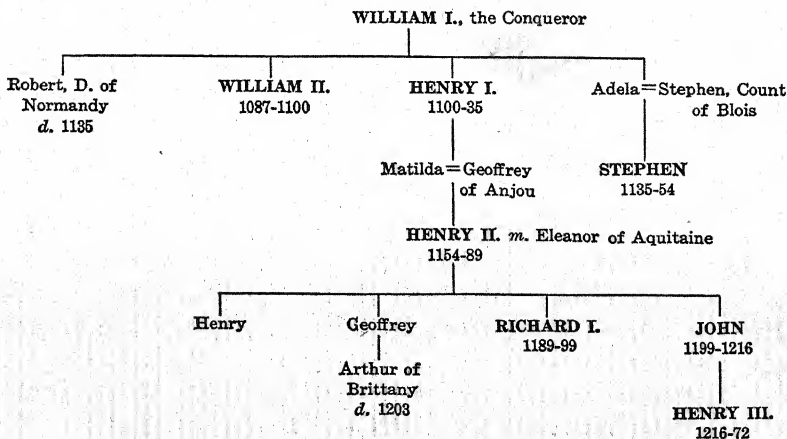 WILLIAM I., the Conqueror
Robert, D. of
Normandy
d. 1135
WILLIAM II.
1087-1100
HENRY I.
1100-35
Adela=Stephen, Count
of Blois
Matilda=Geoffrey
of Anjou
STEPHEN
1135-54
HENRY II. m. Eleanor of Aquitaine
1154-89
Henry
Geoffrey
RICHARD I.
1189-99
JOHN
1199-1216
Arthur of
Brittany
d. 1203
HENRY III.
1216-72